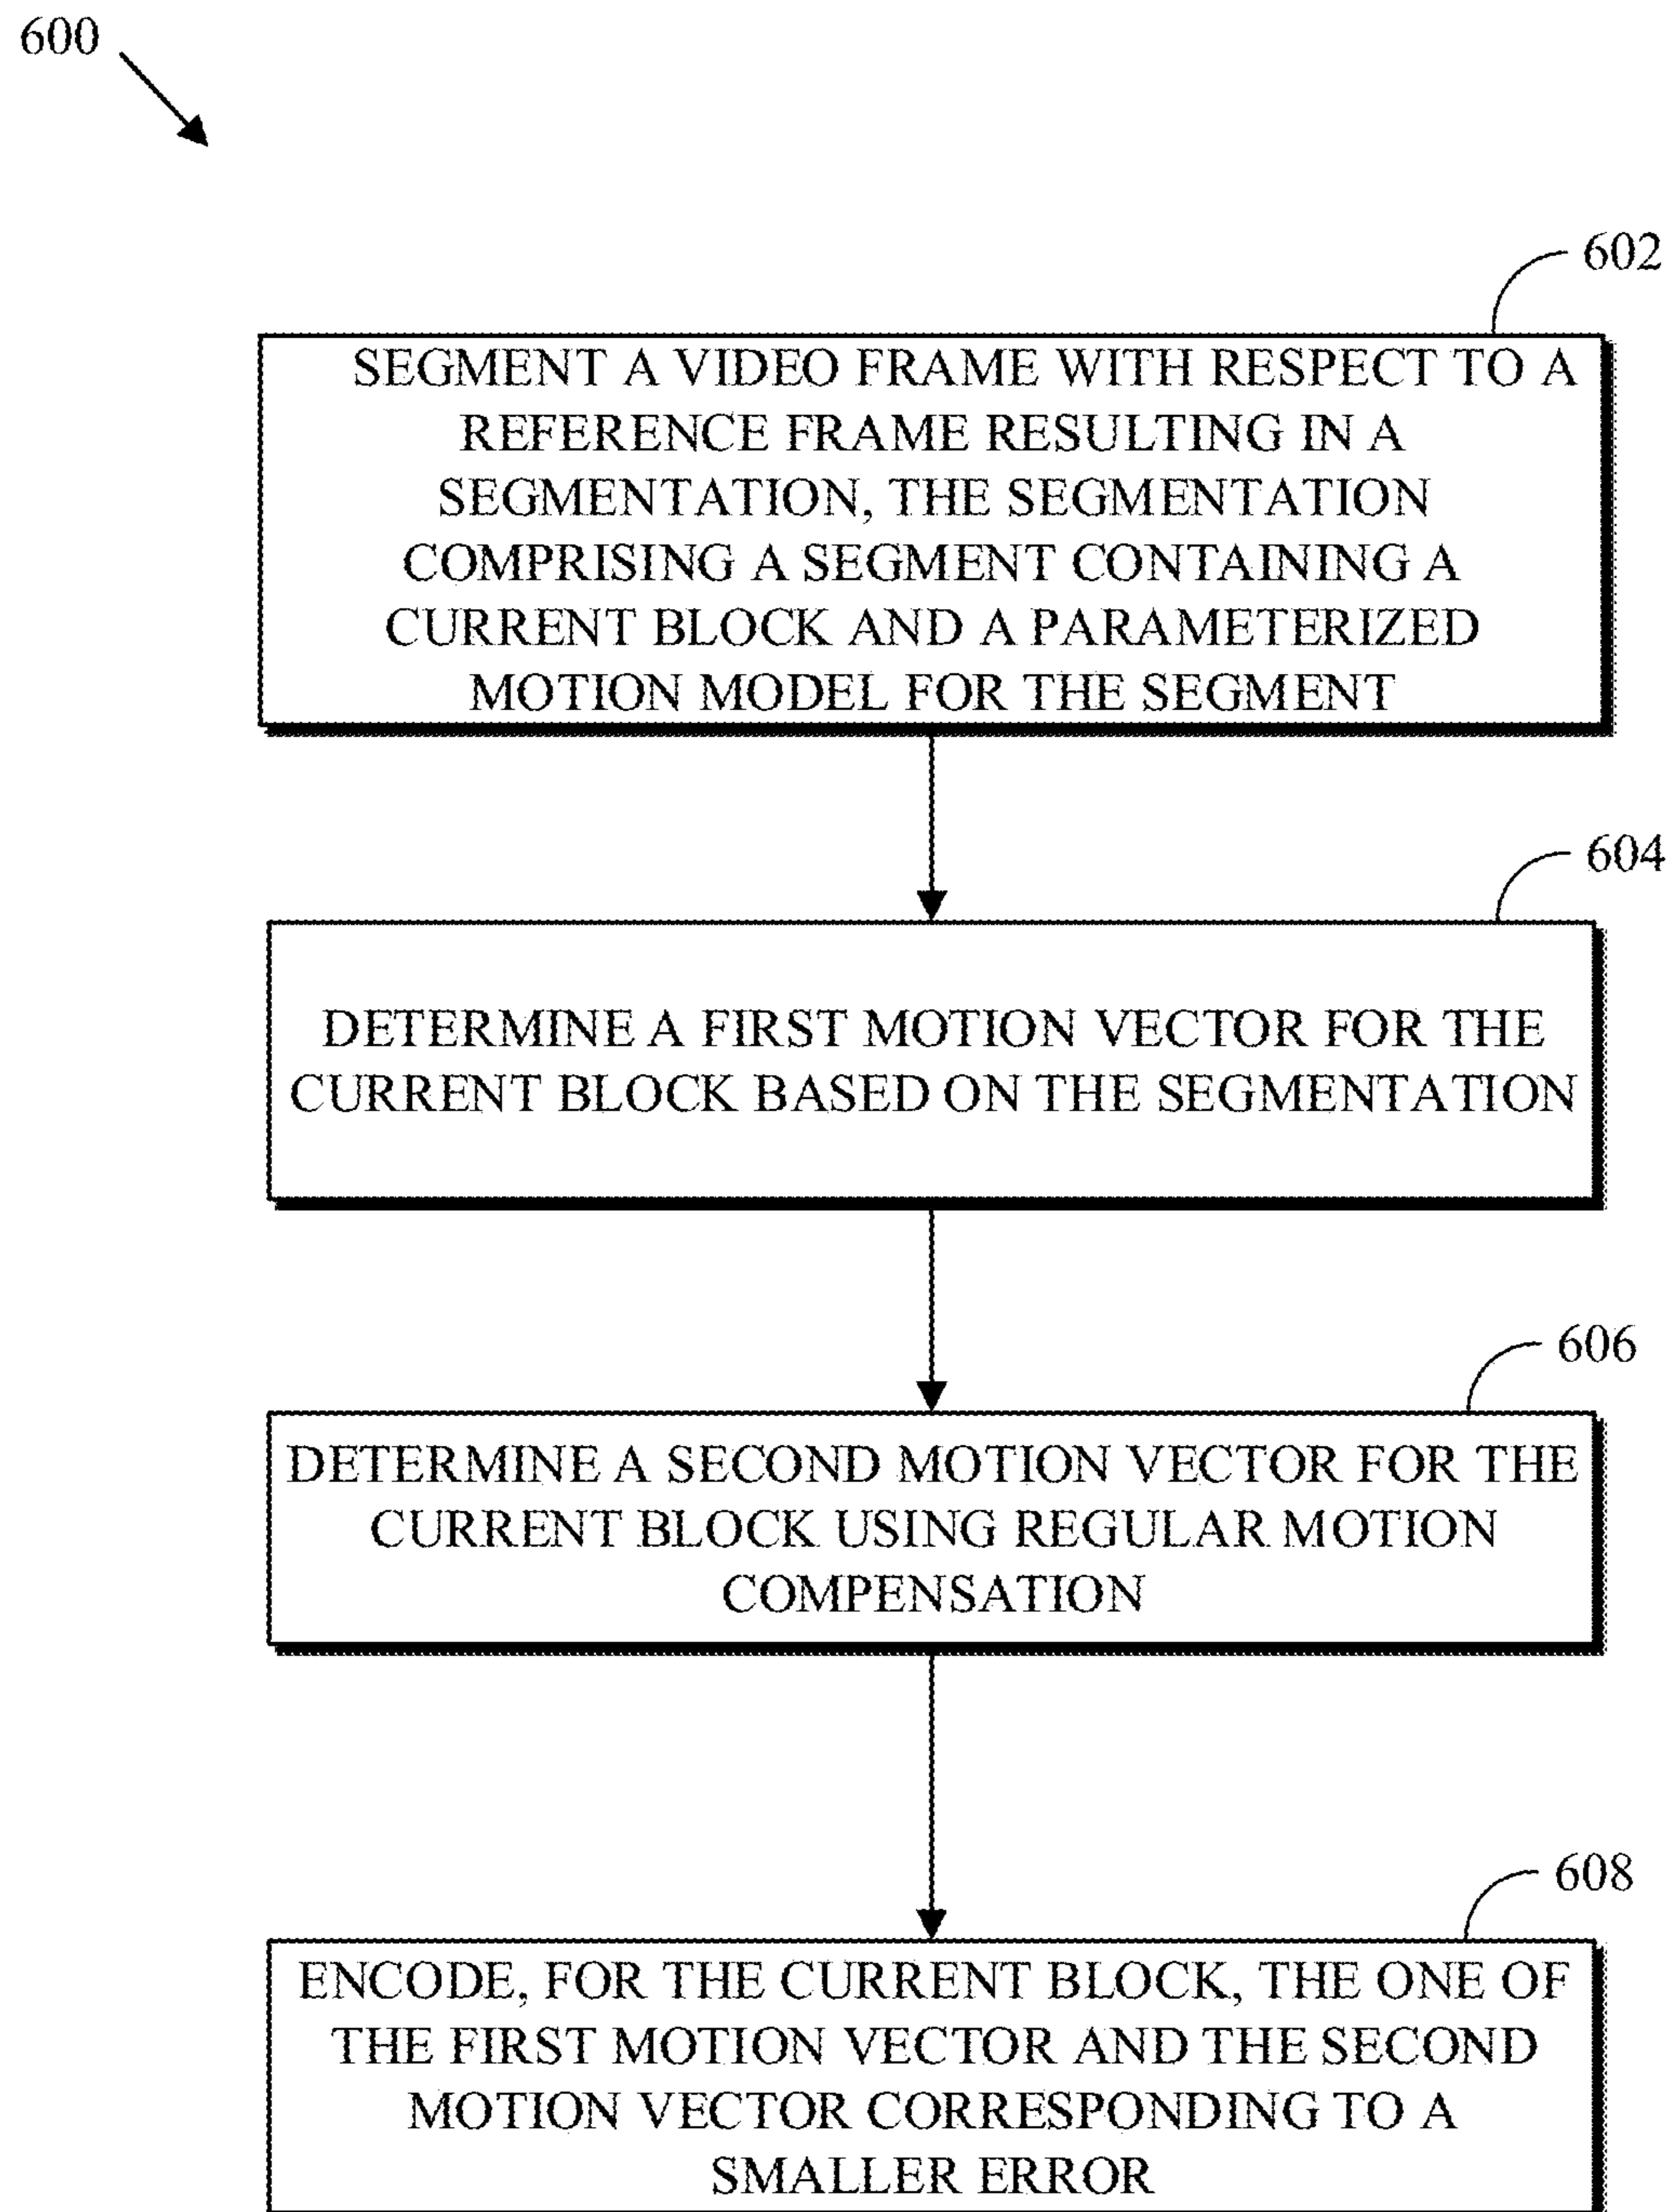 600
602
SEGMENT A VIDEO FRAME WITH RESPECT TO A
REFERENCE FRAME RESULTING IN A
SEGMENTATION, THE SEGMENTATION
COMPRISING A SEGMENT CONTAINING A
CURRENT BLOCK AND A PARAMETERIZED
MOTION MODEL FOR THE SEGMENT
604
DETERMINE A FIRST MOTION VECTOR FOR THE
CURRENT BLOCK BASED ON THE SEGMENTATION
606
DETERMINE A SECOND MOTION VECTOR FOR THE
CURRENT BLOCK USING REGULAR MOTION
COMPENSATION
608
ENCODE, FOR THE CURRENT BLOCK, THE ONE OF
THE FIRST MOTION VECTOR AND THE SECOND
MOTION VECTOR CORRESPONDING TO A
SMALLER ERROR